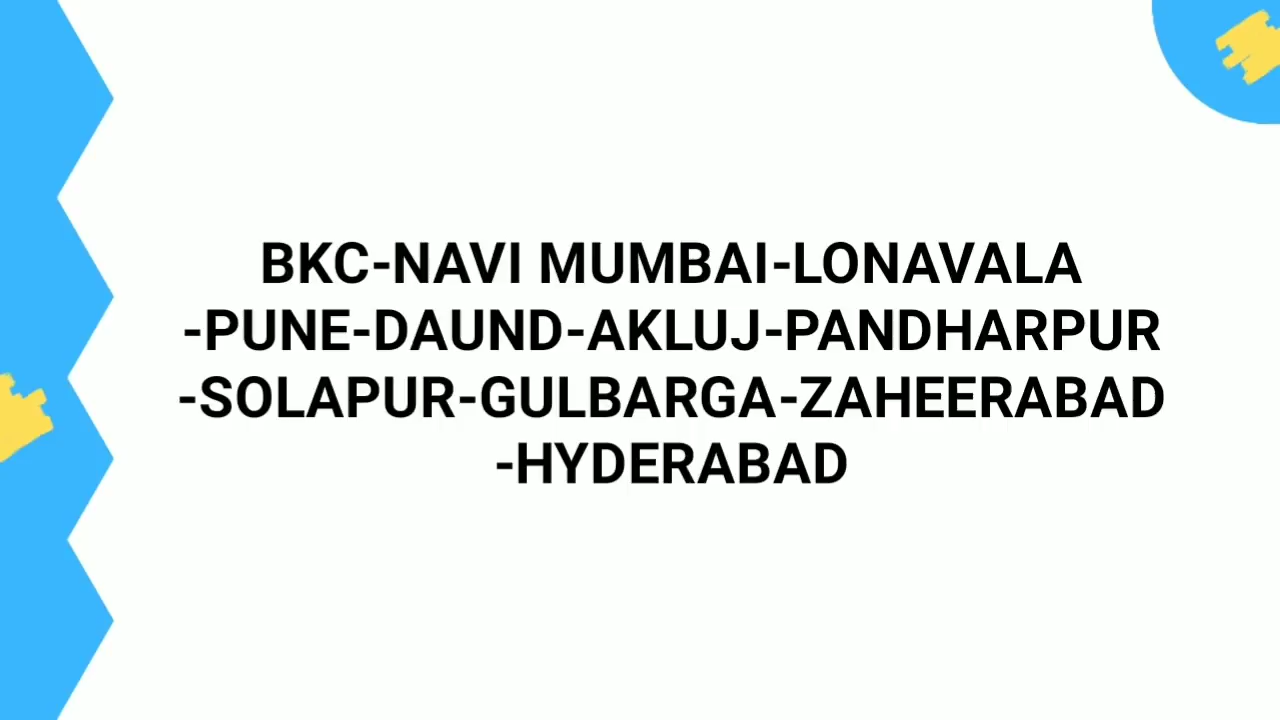 BKC-NAVI MUMBAI-LONAVALA
-PUNE-DAUND-AKLUJ-PANDHARPUR
-SOLAPUR-GULBARGA-ZAHEERABAD
-HYDERABAD